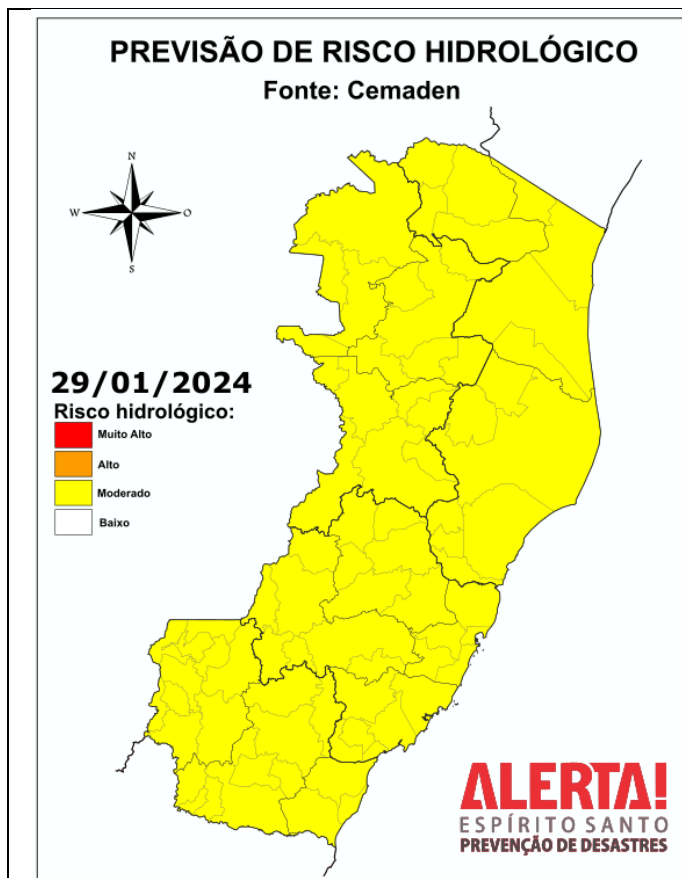 PREVISÃO DE RISCO HIDROLÓGICO
Fonte: Cemaden
N
W
O
S
29/01/2024
Risco hidrológico:
Muito Alto
Alto
Moderado
Baixo
ALERTA!
ESPÍRITO SANTO
PREVENÇÃO DE DESASTRES